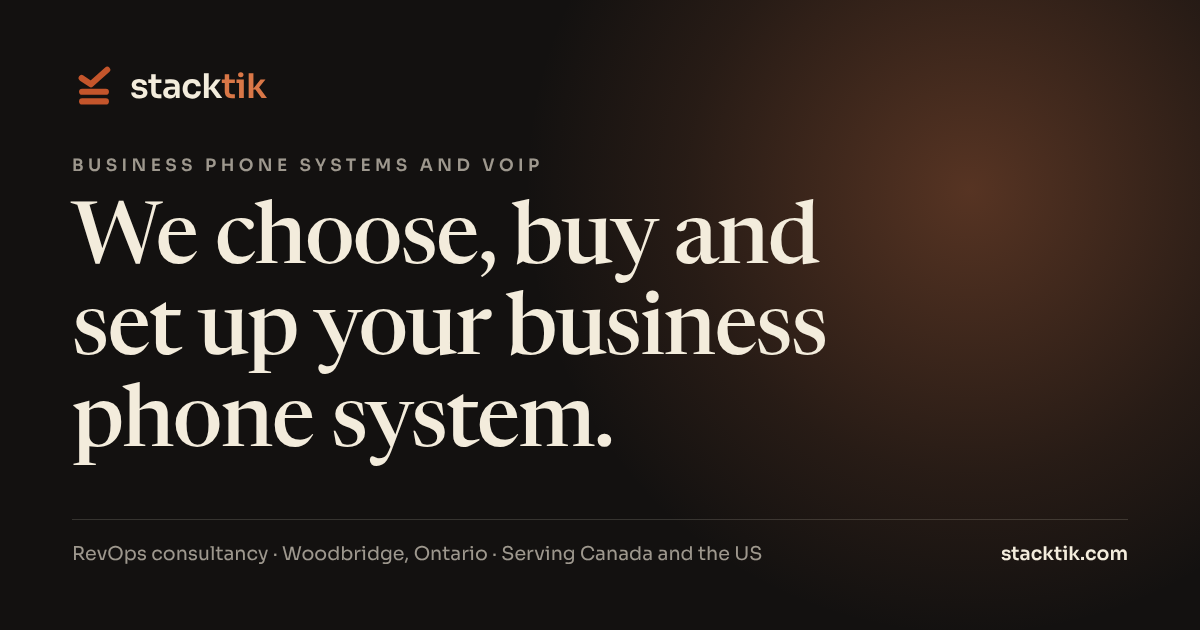 stacktik
BUSINESS PHONE SYSTEMS AND VOIP
We choose, buy and
set up your business
phone system.
RevOps consultancy · Woodbridge, Ontario · Serving Canada and the US
stacktik.com